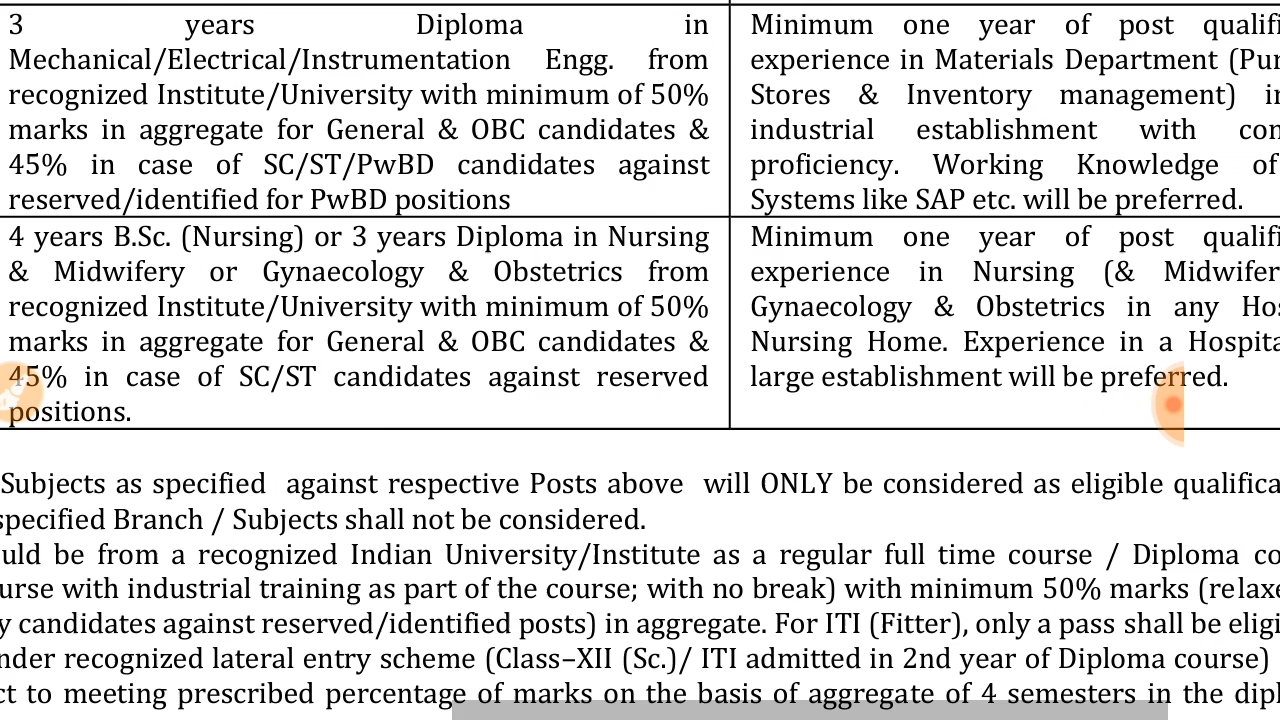 3 years Diploma in
Mechanical/Electrical/Instrumentation Engg. from
recognized Institute/University with minimum of 50%
marks in aggregate for General & OBC candidates &
45% in case of SC/ST/PwBD candidates against
reserved/identified for PwBD positions
Minimum one year of post
experience in Materials Department
Stores & Inventory management)
industrial establishment with
proficiency. Working Knowledge of
Systems like SAP etc. will be preferred.
4 years B.Sc. (Nursing) or 3 years Diploma in Nursing
& Midwifery or Gynaecology & Obstetrics from
recognized Institute/University with minimum of 50%
marks in aggregate for General & OBC candidates &
45% in case of SC/ST candidates against reserved
positions.
Minimum one year of post
experience in Nursing (&
Gynaecology & Obstetrics in any
Nursing Home. Experience in a
large establishment will be preferred.
Subjects as specified against respective Posts above will ONLY be considered as eligible
specified Branch / Subjects shall not be considered.
be from a recognized Indian University/Institute as a regular full time course / Diploma
with industrial training as part of the course; with no break) with minimum 50% marks
candidates against reserved/identified posts) in aggregate. For ITI (Fitter), only a pass shall be
recognized lateral entry scheme (Class–XII (Sc.)/ ITI admitted in 2nd year of Diploma course)
to meeting prescribed percentage of marks on the basis of aggregate of 4 semesters in the